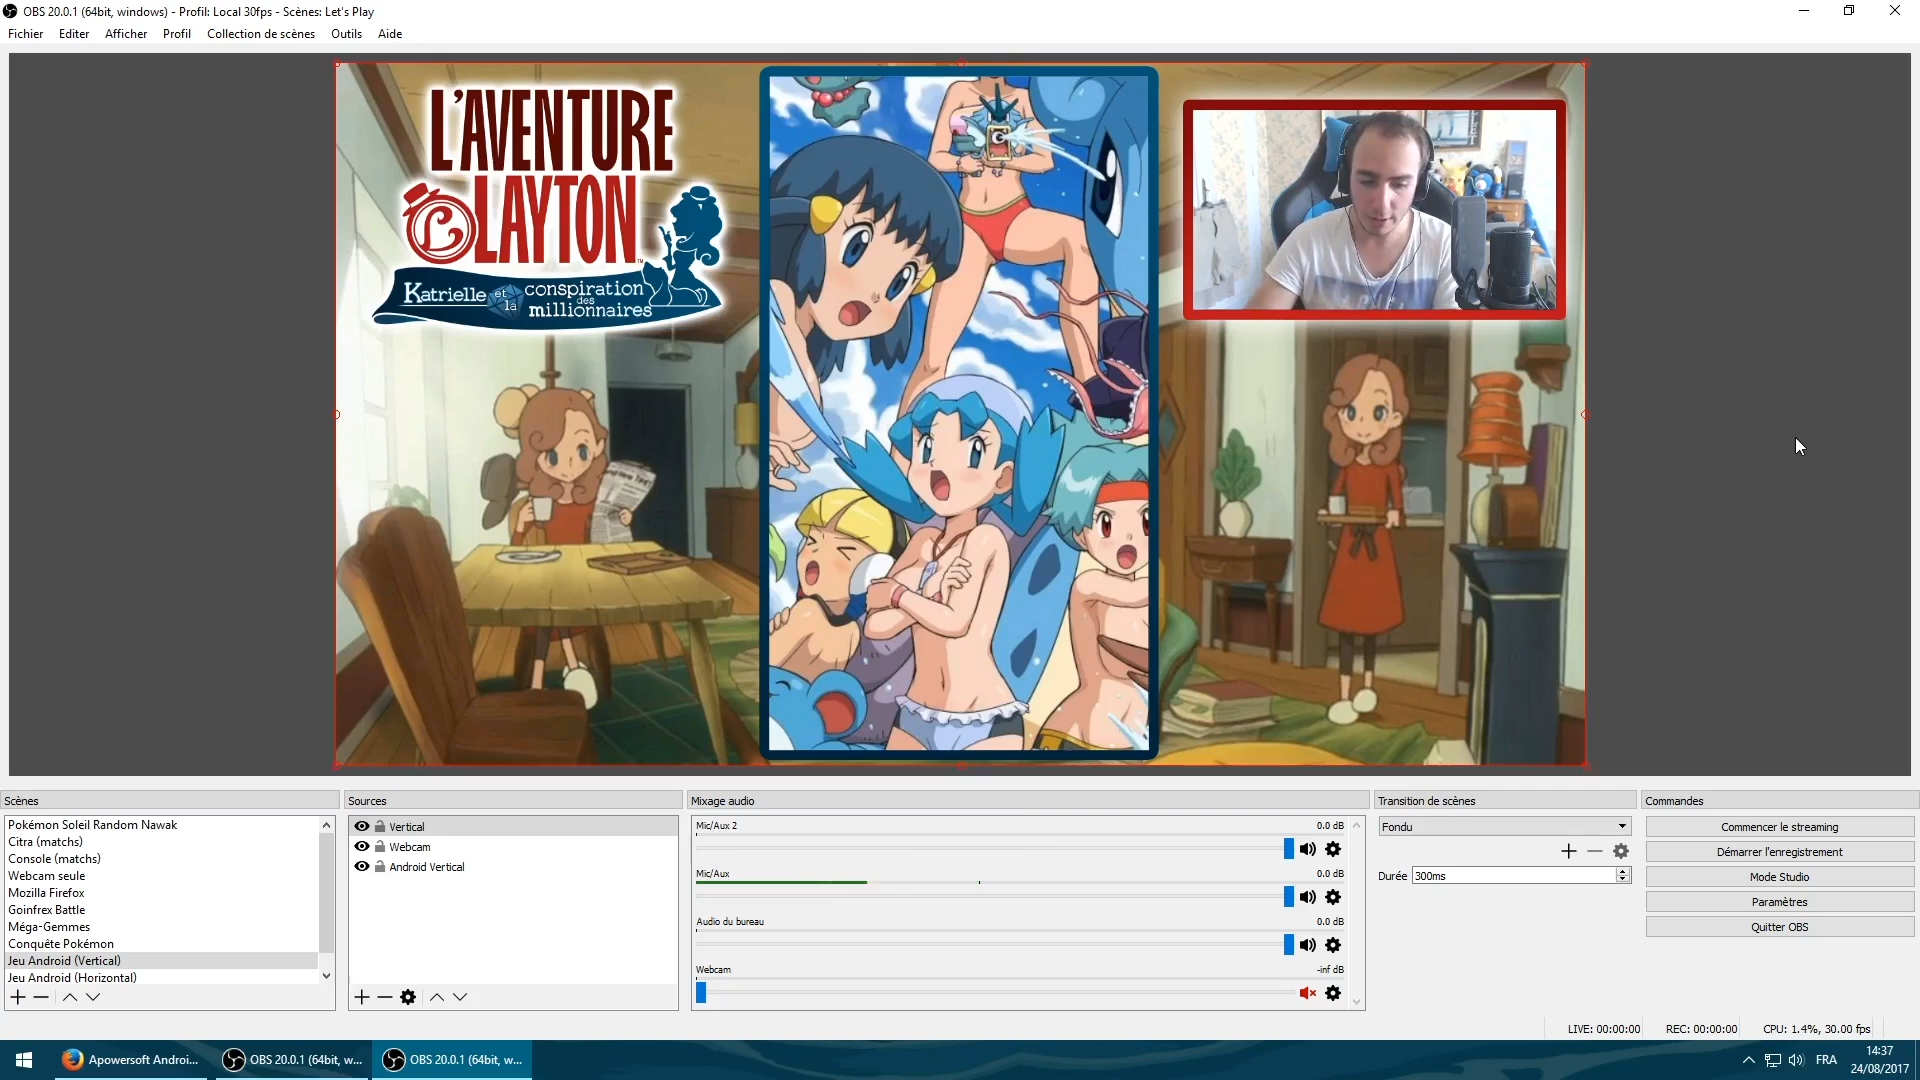 OBS 20.0.1 (64bit, windows) - Profil: Local 30fps - Scènes: Let's Play
Fichier Editer Afficher Profil Collection de scènes Outils Aide
L'AVENTURE
LAYTON
Katrielle et la conspiration des millionnaires
Scènes
Pokémon Soleil Random Nawak
Citra (matchs)
Console (matchs)
Webcam seule
Mozilla Firefox
Goinfrex Battle
Méga-Gemmes
Conquête Pokémon
Jeu Android (Vertical)
Jeu Android (Horizontal)
Sources
Vertical
Webcam
Android Vertical
Mixage audio
Mic/Aux 2 0.0 dB
Mic/Aux 0.0 dB
Audio du bureau 0.0 dB
Webcam -inf dB
Transition de scènes
Fondu
Durée 300ms
Commandes
Commencer le streaming
Démarrer l'enregistrement
Mode Studio
Paramètres
Quitter OBS
LIVE: 00:00:00 REC: 00:00:00 CPU: 1.4%, 30.00 fps
Apowersoft Androi... OBS 20.0.1 (64bit, w... OBS 20.0.1 (64bit, w... FRA
14:37
24/08/2017